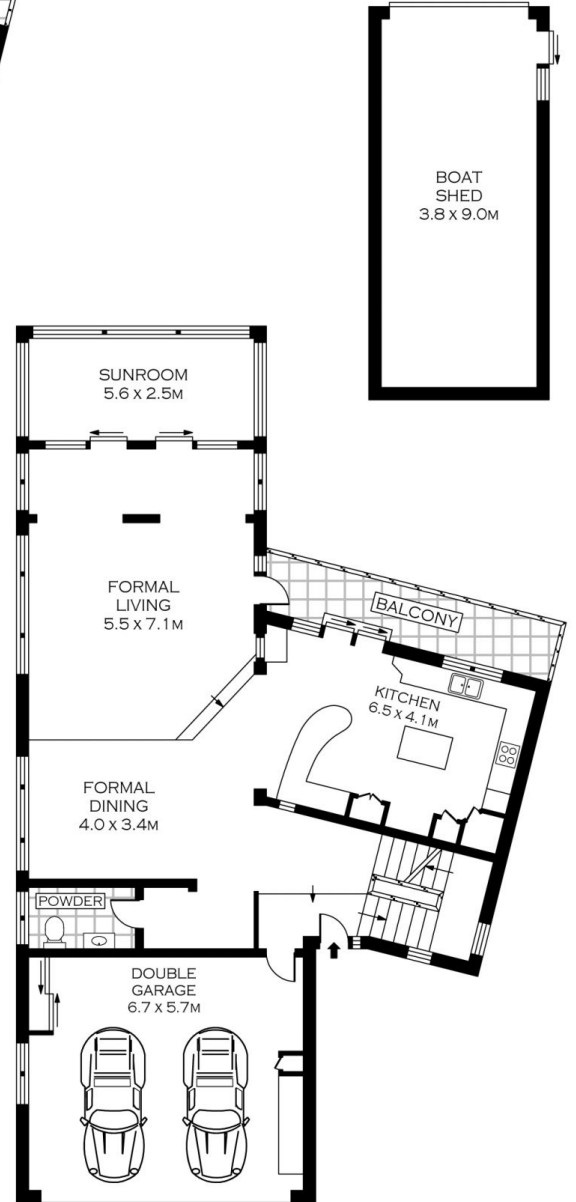 BOAT
SHED
3.8 X 9.0M
SUNROOM
5.6 X 2.5M
FORMAL
LIVING
5.5 X 7.1M
BALCONY
KITCHEN
6.5 X 4.1M
FORMAL
DINING
4.0 X 3.4M
POWDER
DOUBLE
GARAGE
6.7 X 5.7M